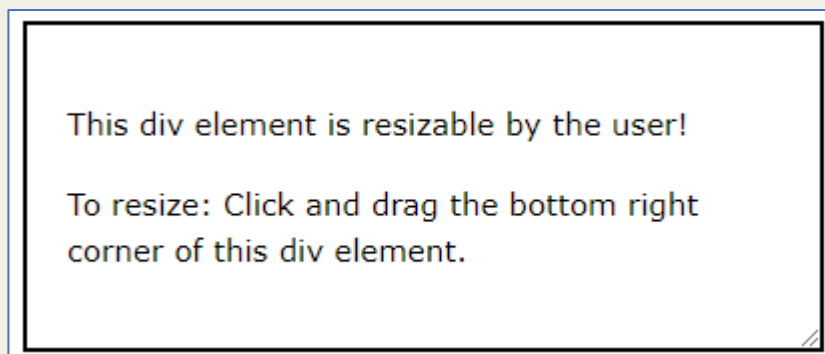 This div element is resizable by the user!
To resize: Click and drag the bottom right
corner of this div element.